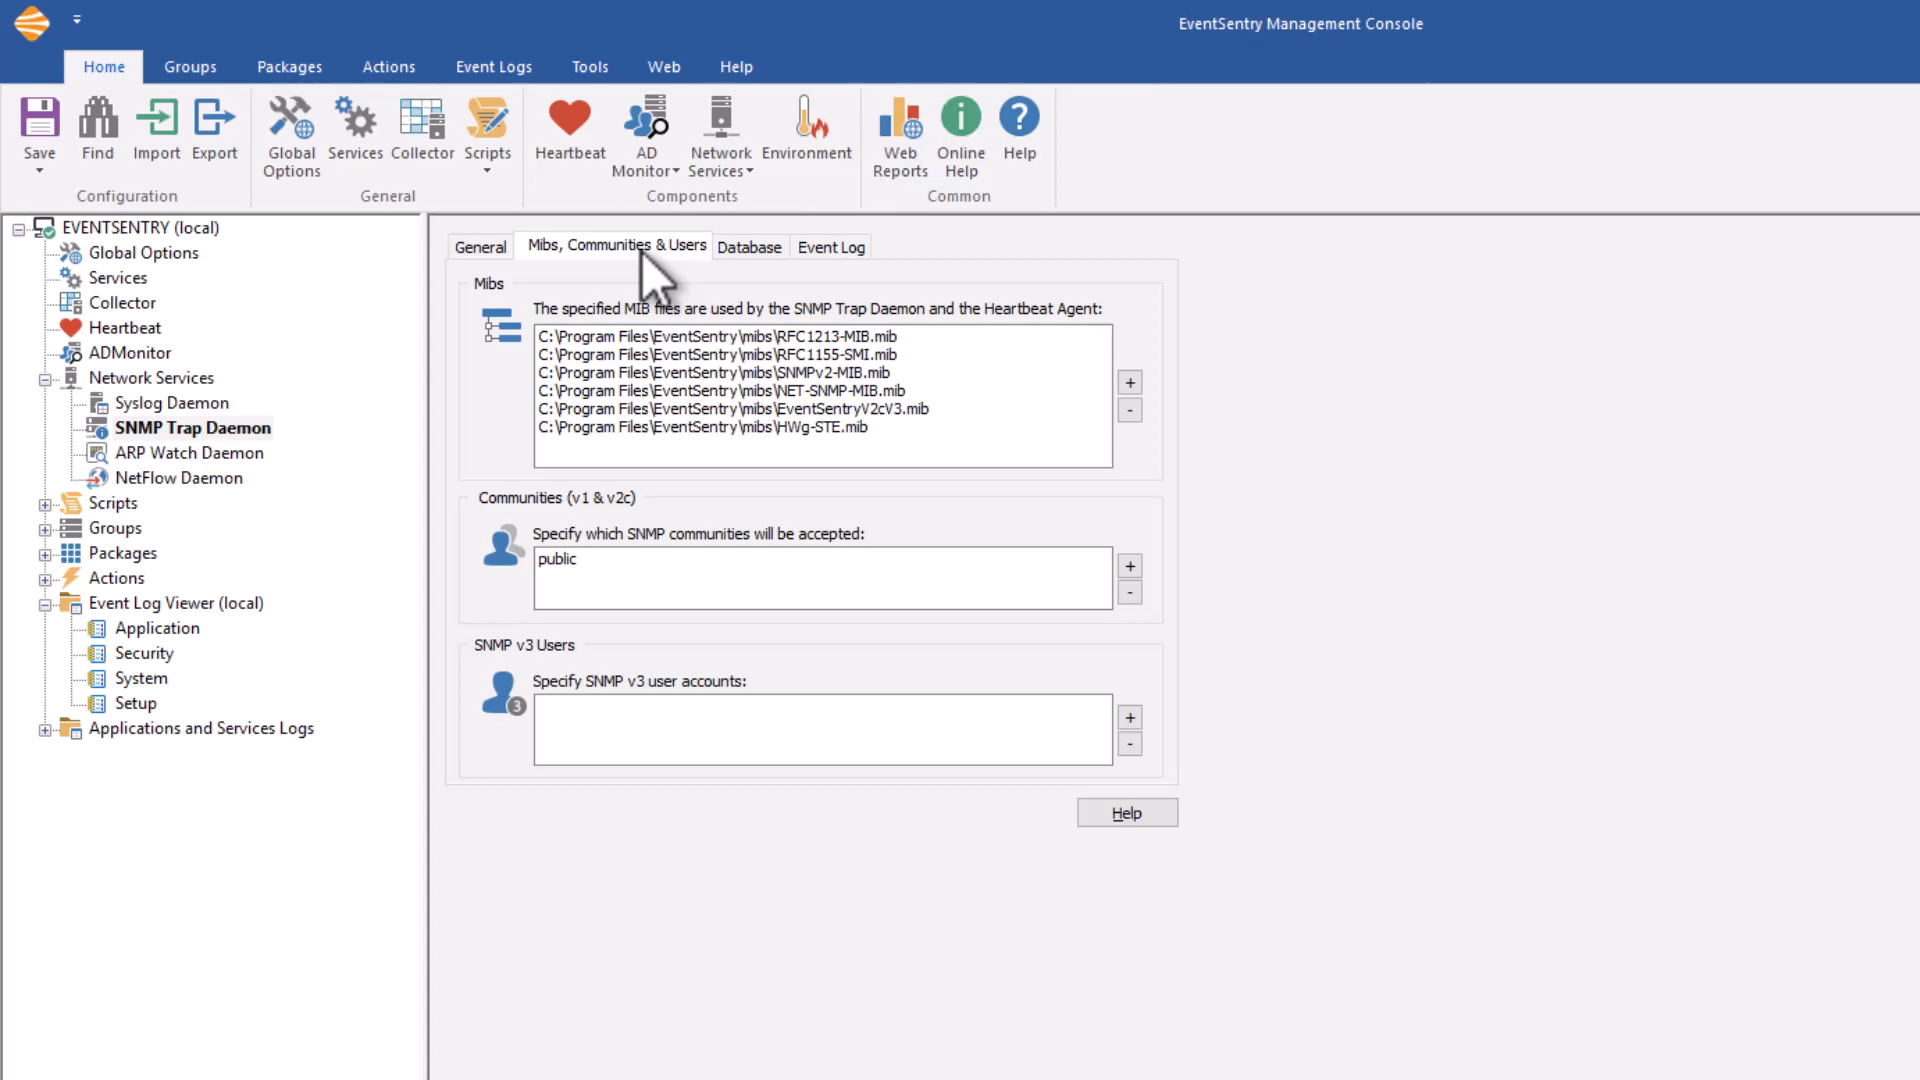 EventSentry Management Console
Home Groups Packages Actions Event Logs Tools Web Help
Save Find Import Export
Configuration
Global Options Services Collector Scripts
General
Heartbeat AD Monitor Network Services Environment
Components
Web Reports Online Help Help
Common
EVENTSENTRY (local)
Global Options
Services
Collector
Heartbeat
ADMonitor
Network Services
Syslog Daemon
SNMP Trap Daemon
ARP Watch Daemon
NetFlow Daemon
Scripts
Groups
Packages
Actions
Event Log Viewer (local)
Application
Security
System
Setup
Applications and Services Logs
General Mibs, Communities & Users Database Event Log
Mibs
The specified MIB files are used by the SNMP Trap Daemon and the Heartbeat Agent:
C:\Program Files\EventSentry\mibs\RFC1213-MIB.mib
C:\Program Files\EventSentry\mibs\RFC1155-SMI.mib
C:\Program Files\EventSentry\mibs\SNMPv2-MIB.mib
C:\Program Files\EventSentry\mibs\NET-SNMP-MIB.mib
C:\Program Files\EventSentry\mibs\EventSentryV2cV3.mib
C:\Program Files\EventSentry\mibs\HWg-STE.mib
+
-
Communities (v1 & v2c)
Specify which SNMP communities will be accepted:
public
+
-
SNMP v3 Users
3
Specify SNMP v3 user accounts:
+
-
Help